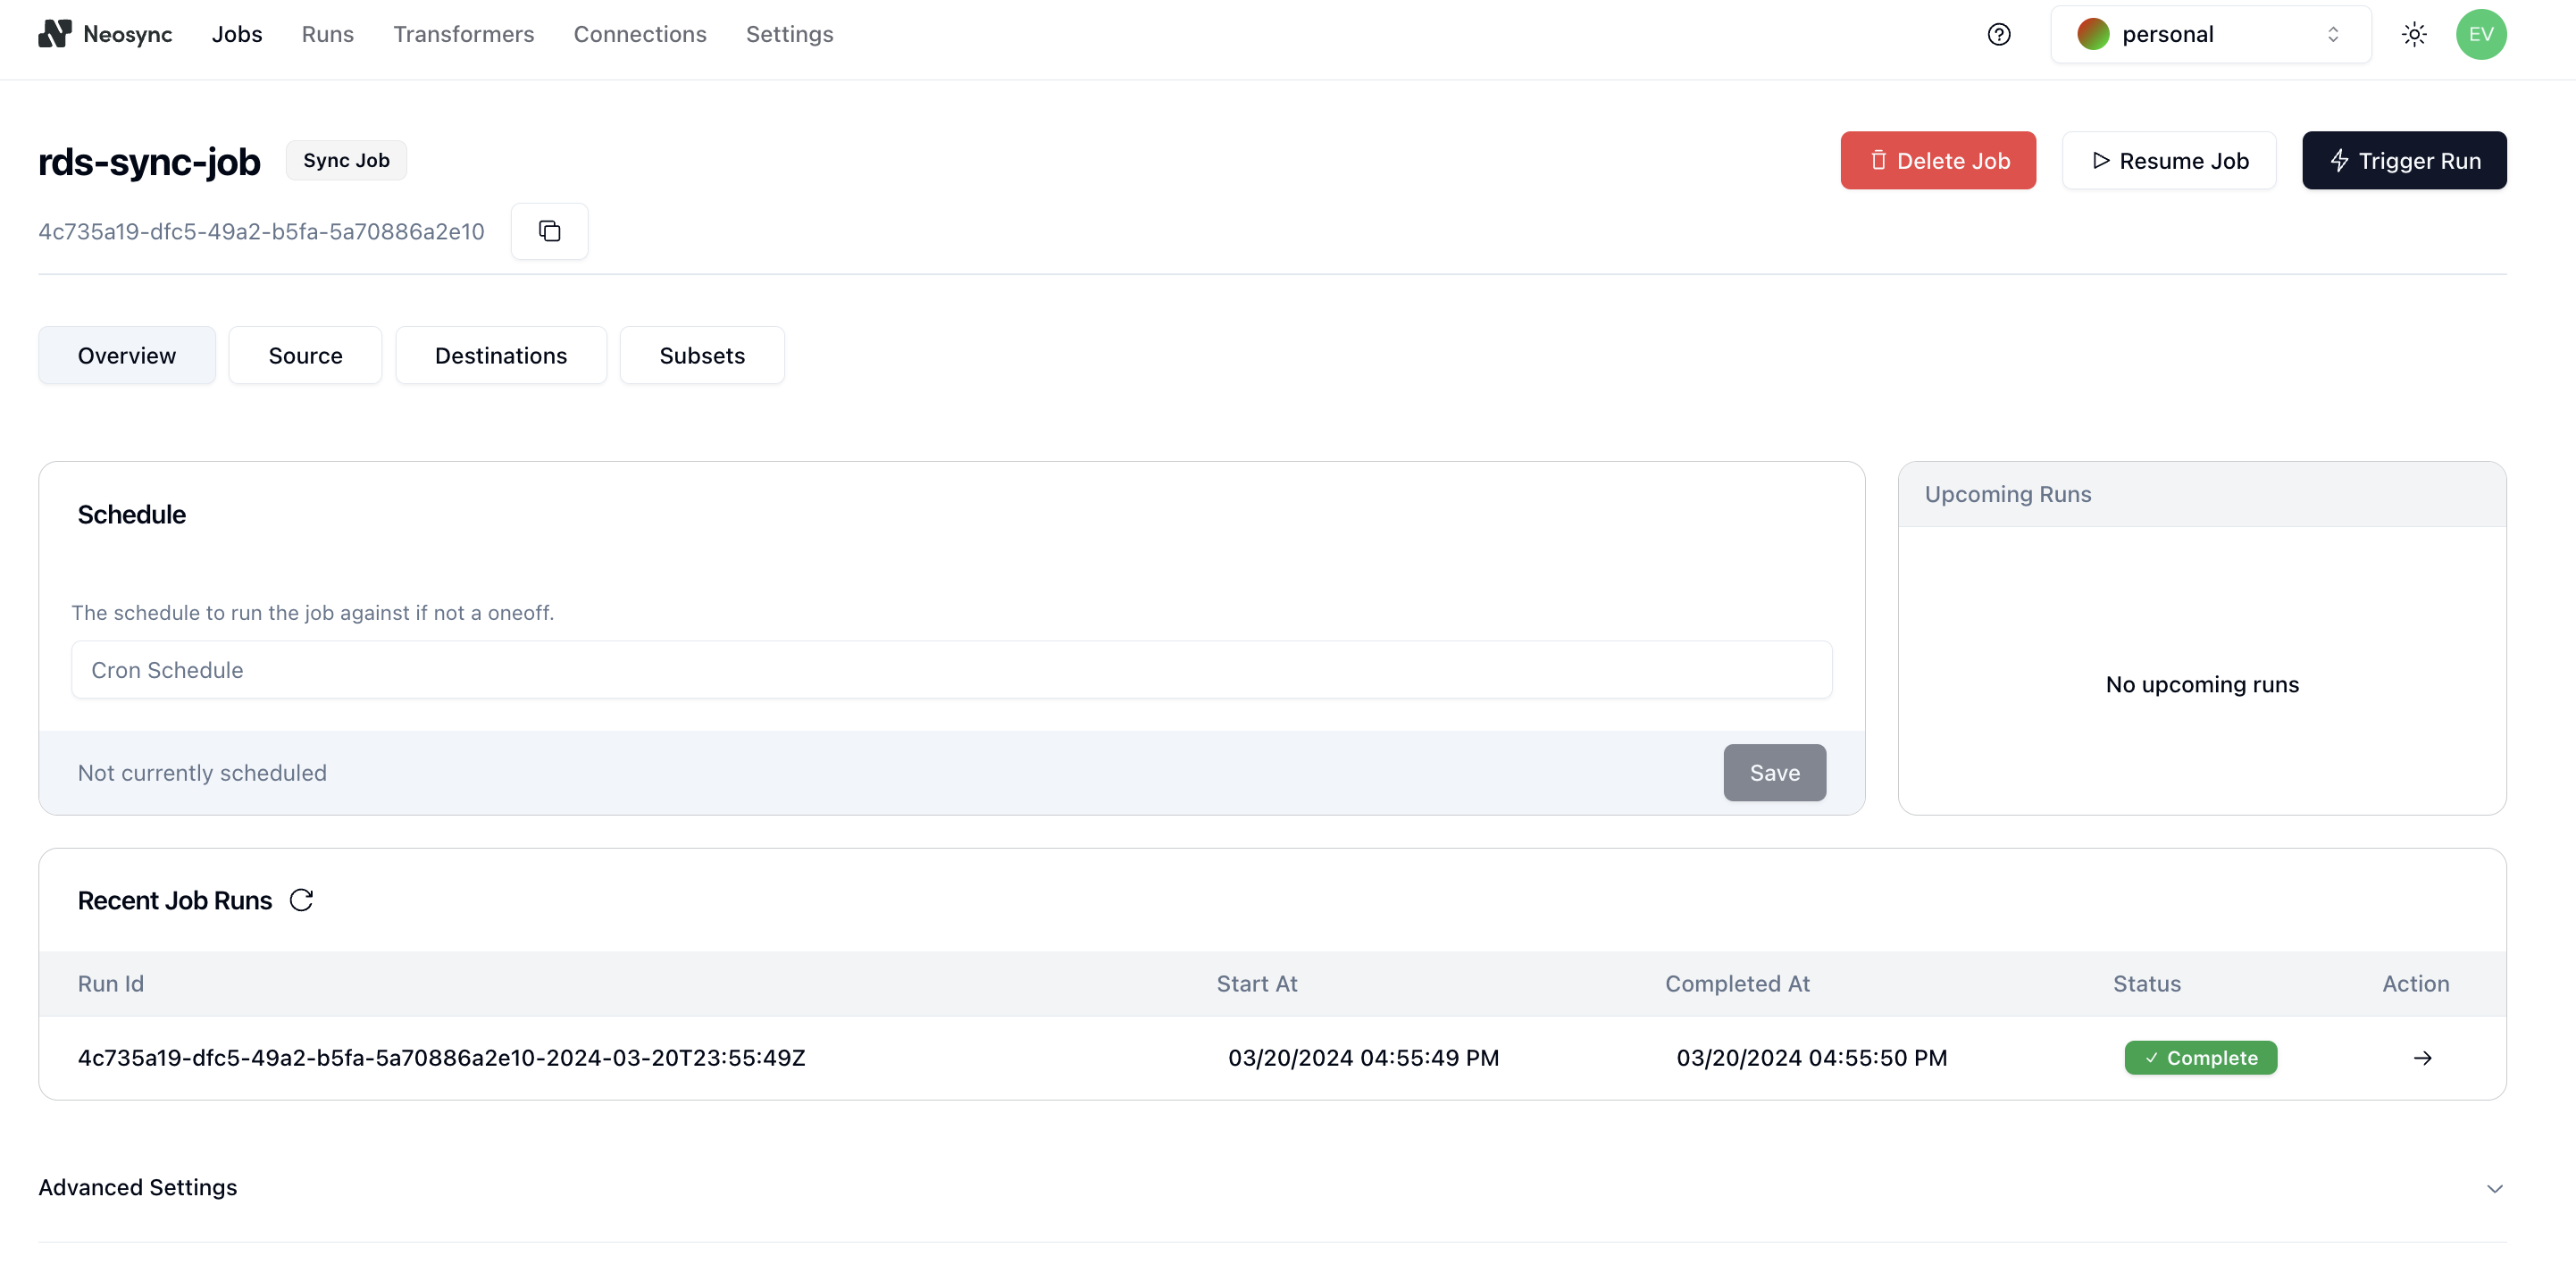 Neosync Jobs Runs Transformers Connections Settings personal EV
rds-sync-job Sync Job Delete Job Resume Job Trigger Run
4c735a19-dfc5-49a2-b5fa-5a70886a2e10
Overview Source Destinations Subsets
Schedule
The schedule to run the job against if not a oneoff.
Cron Schedule
Not currently scheduled Save
Upcoming Runs
No upcoming runs
Recent Job Runs
Run Id Start At Completed At Status Action
4c735a19-dfc5-49a2-b5fa-5a70886a2e10-2024-03-20T23:55:49Z 03/20/2024 04:55:49 PM 03/20/2024 04:55:50 PM Complete
Advanced Settings